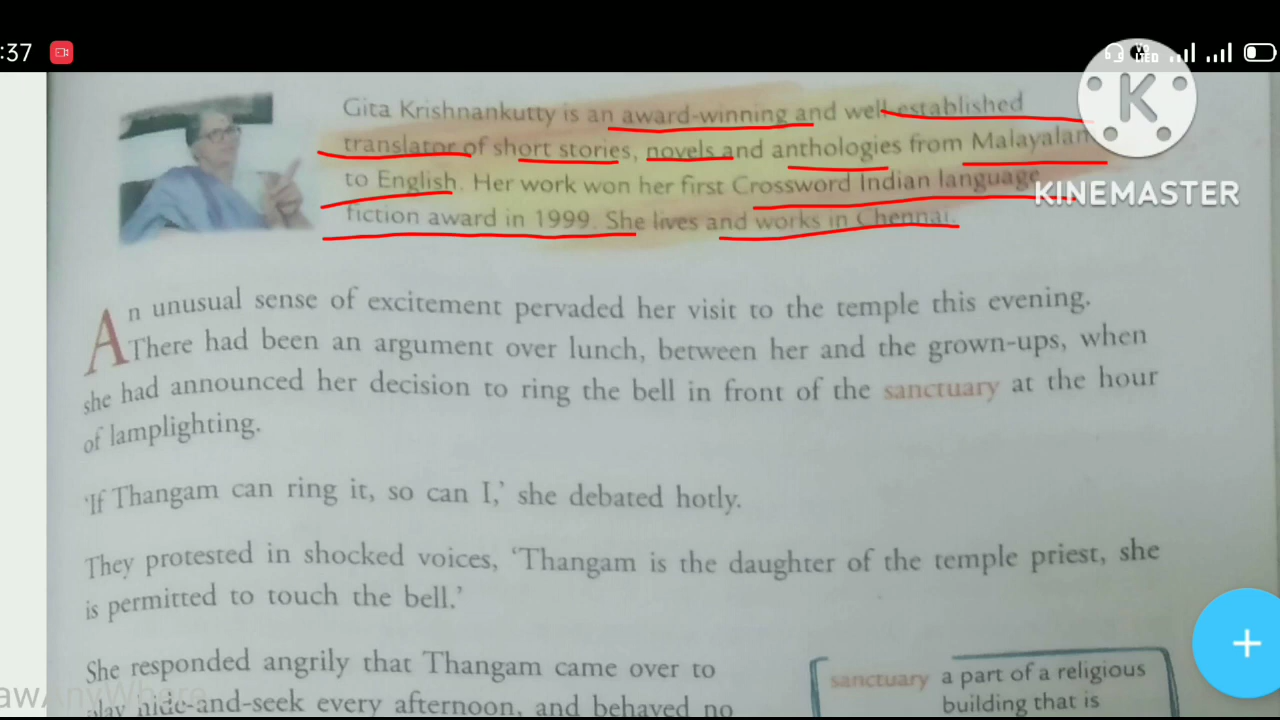 :37
KINEMASTER
Gita Krishnankutty is an award-winning and well-established
translator of short stories, novels and anthologies from Malayalam
to English. Her work won her first Crossword Indian language
fiction award in 1999. She lives and works in Chennai.
An unusual sense of excitement pervaded her visit to the temple this evening.
There had been an argument over lunch, between her and the grown-ups, when
she had announced her decision to ring the bell in front of the sanctuary at the hour
of lamplighting.
'If Thangam can ring it, so can I,' she debated hotly.
They protested in shocked voices, 'Thangam is the daughter of the temple priest, she
is permitted to touch the bell.'
She responded angrily that Thangam came over to
play hide-and-seek every afternoon, and behaved no
sanctuary a part of a religious
building that is